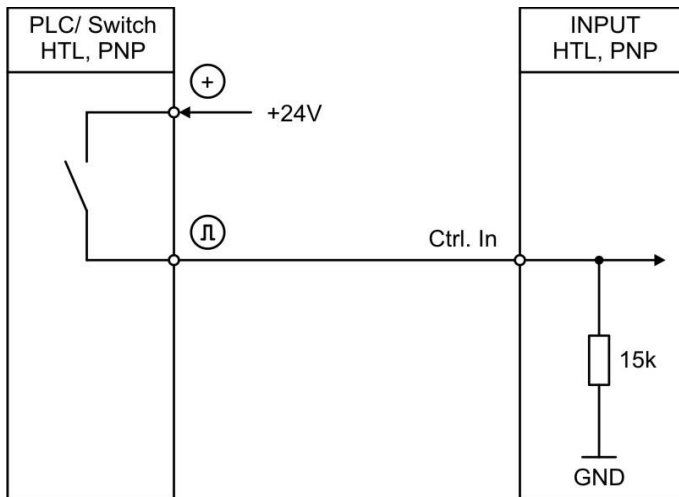 PLC/ Switch
HTL, PNP
INPUT
HTL, PNP
+
+24V
Ctrl. In
15k
GND